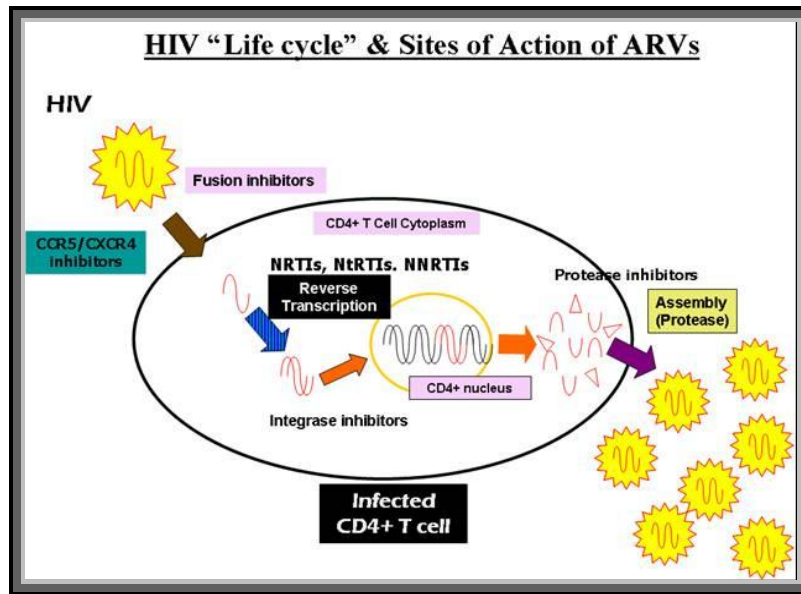 HIV “Life cycle” & Sites of Action of ARVs
HIV
Fusion inhibitors
CCR5/CXCR4
inhibitors
CD4+ T Cell Cytoplasm
NRTIs, NtRTIs. NNRTIs
Reverse
Transcription
Protease inhibitors
Assembly
(Protease)
CD4+ nucleus
Integrase inhibitors
Infected
CD4+ T cell